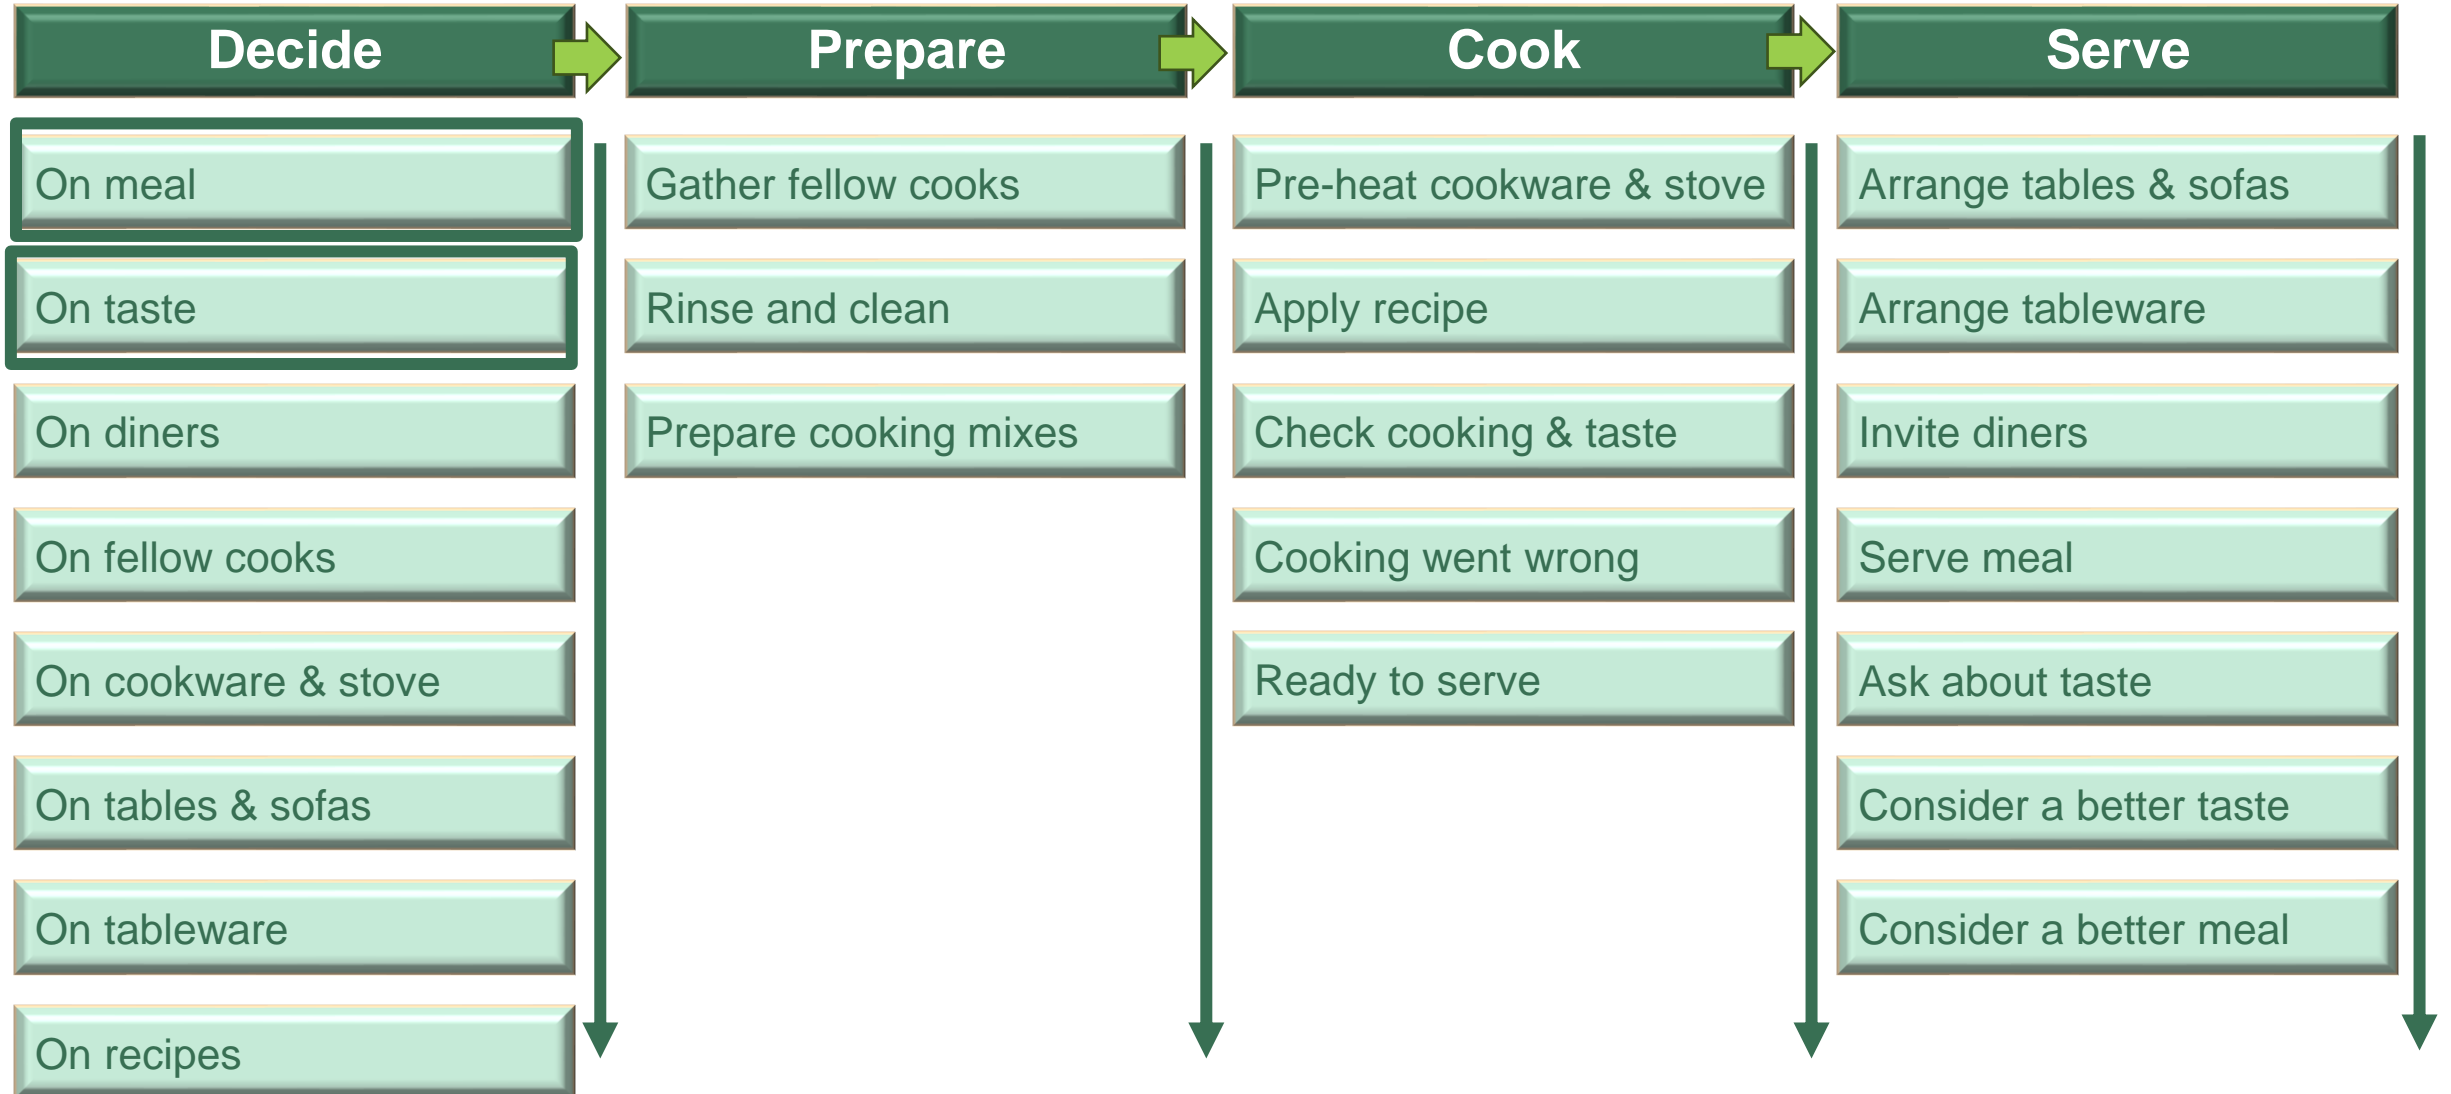 Decide
Prepare
Cook
Serve
On meal
On taste
On diners
On fellow cooks
On cookware & stove
On tables & sofas
On tableware
On recipes
Gather fellow cooks
Rinse and clean
Prepare cooking mixes
Pre-heat cookware & stove
Apply recipe
Check cooking & taste
Cooking went wrong
Ready to serve
Arrange tables & sofas
Arrange tableware
Invite diners
Serve meal
Ask about taste
Consider a better taste
Consider a better meal